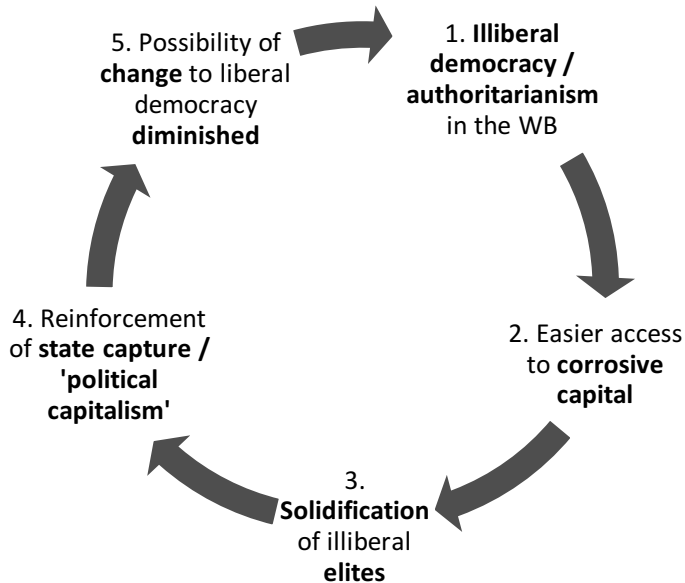 1. Illiberal
democracy /
authoritarianism
in the WB
2. Easier access
to corrosive
capital
3.
Solidification
of illiberal
elites
4. Reinforcement
of state capture /
'political
capitalism'
5. Possibility of
change to liberal
democracy
diminished